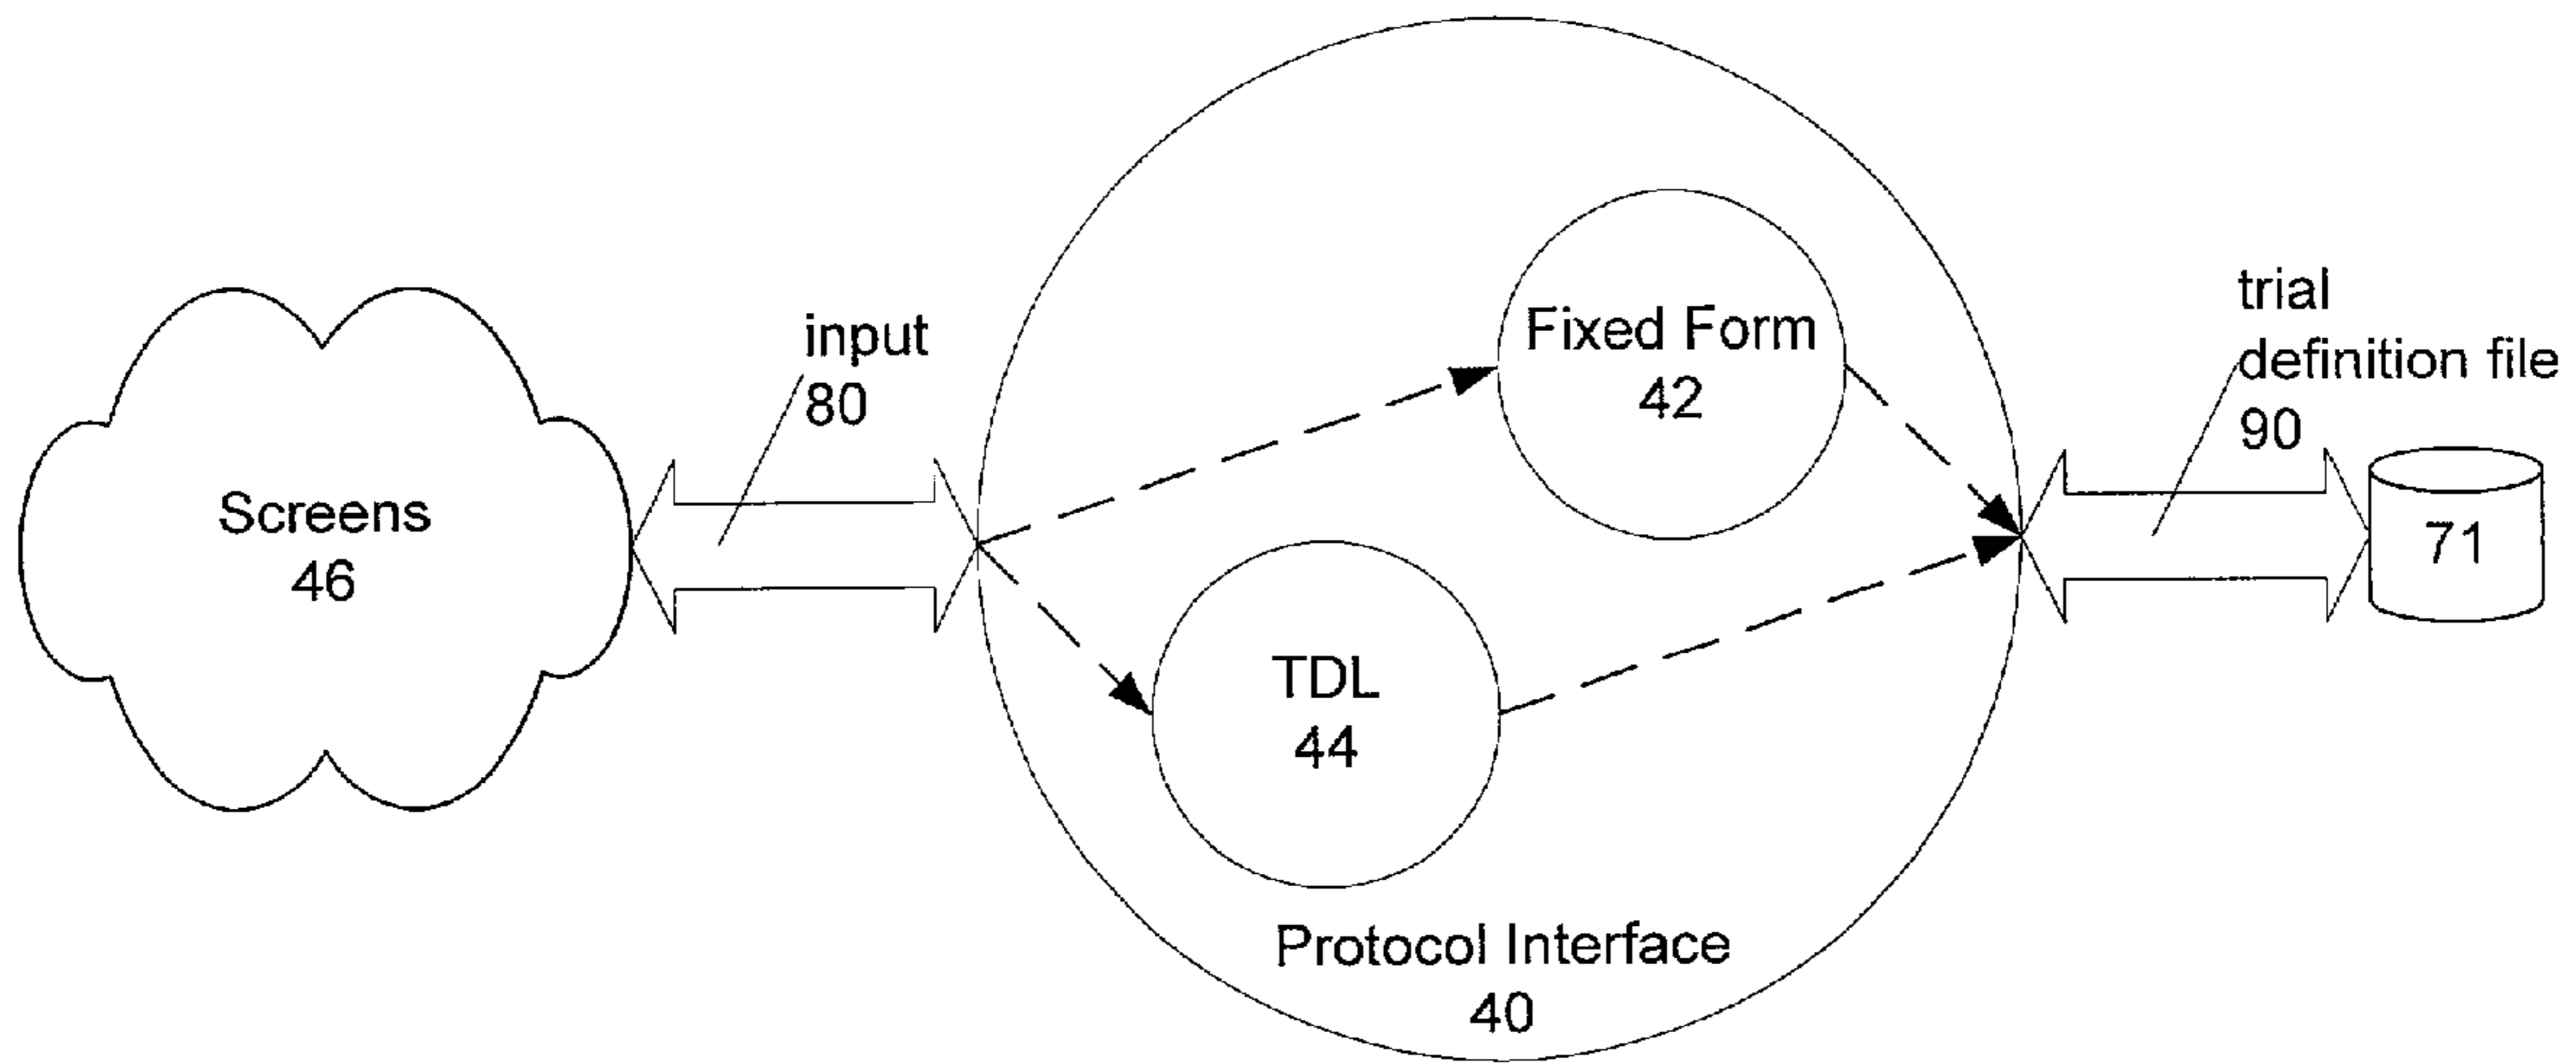 Screens
46
input
80
Fixed Form
42
TDL
44
Protocol Interface
40
trial
definition file
90
71